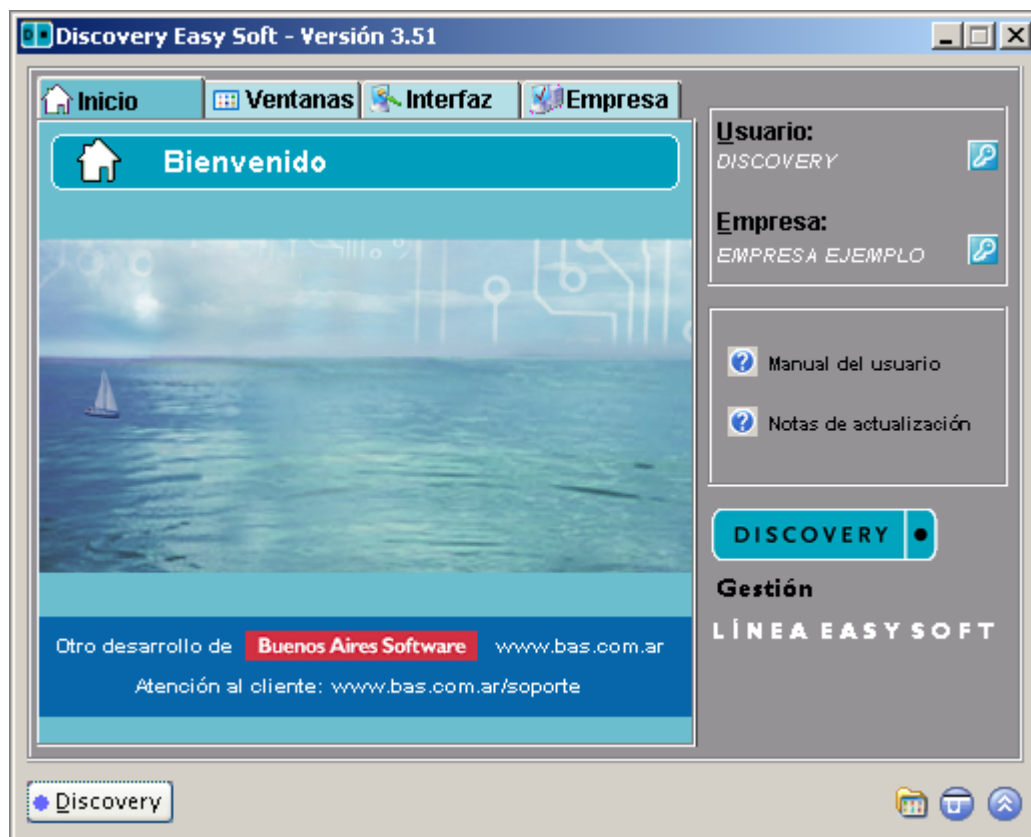 Discovery Easy Soft - Versión 3.51
Inicio Ventanas Interfaz Empresa
Bienvenido
Otro desarrollo de Buenos Aires Software www.bas.com.ar
Atención al cliente: www.bas.com.ar/soporte
Usuario:
DISCOVERY
Empresa:
EMPRESA EJEMPLO
Manual del usuario
Notas de actualización
DISCOVERY
Gestión
LÍNEA EASY SOFT
Discovery